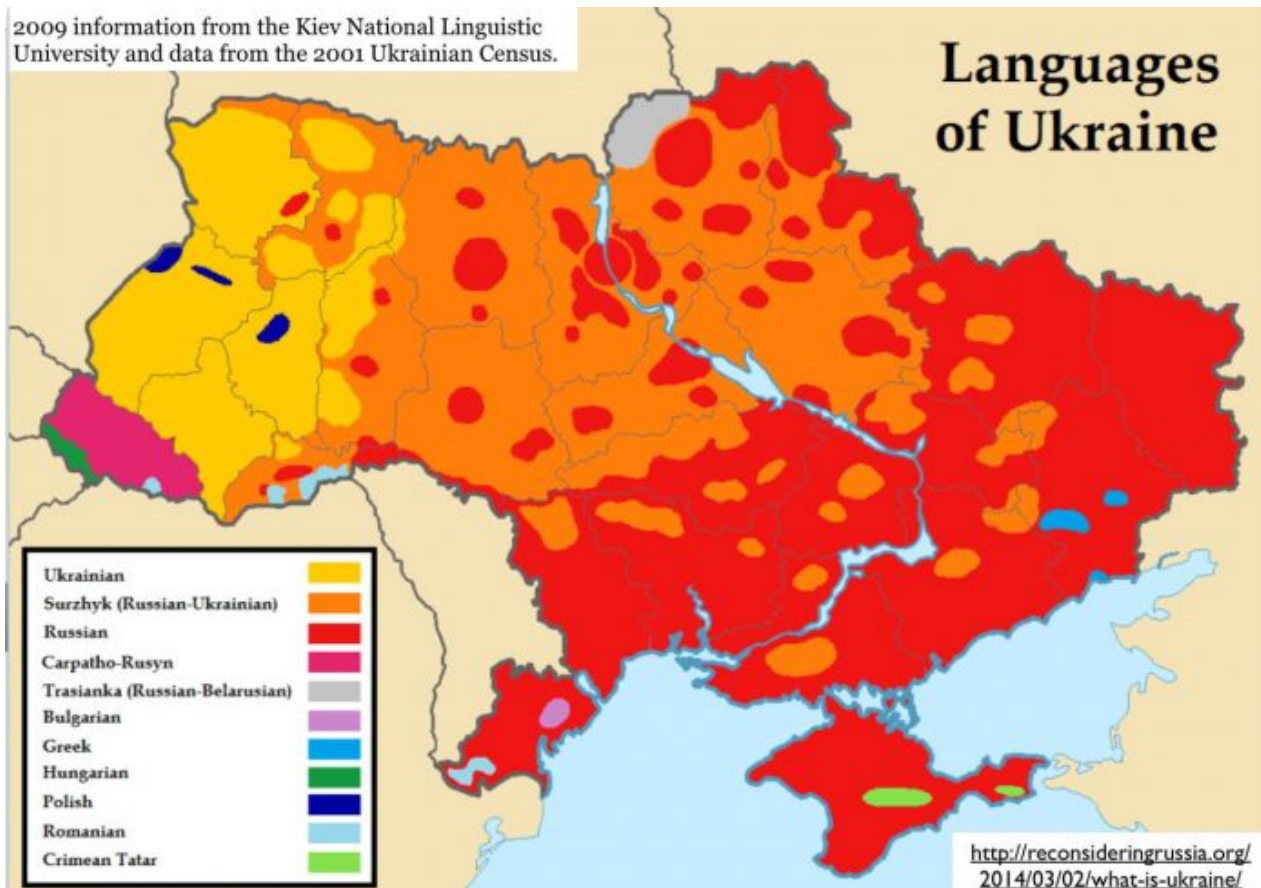 2009 information from the Kiev National Linguistic
University and data from the 2001 Ukrainian Census.
Languages
of Ukraine
Ukrainian
Surzhyk (Russian-Ukrainian)
Russian
Carpatho-Rusyn
Trasianka (Russian-Belarusian)
Bulgarian
Greek
Hungarian
Polish
Romanian
Crimean Tatar
http://reconsideringrussia.org/
2014/03/02/what-is-ukraine/